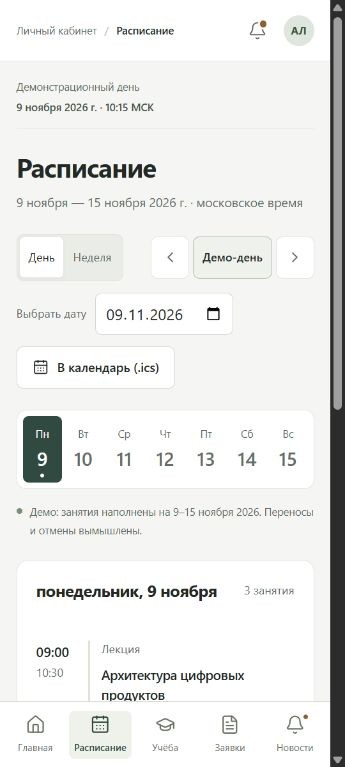 Личный кабинет / Расписание
АЛ
Демонстрационный день
9 ноября 2026 г. · 10:15 МСК
Расписание
9 ноября — 15 ноября 2026 г. · московское время
День Неделя Демо-день
Выбрать дату 09.11.2026
В календарь (.ics)
Пн Вт Ср Чт Пт Сб Вс
9 10 11 12 13 14 15
Демо: занятия наполнены на 9–15 ноября 2026. Переносы
и отмены вымышлены.
понедельник, 9 ноября 3 занятия
09:00 Лекция
10:30 Архитектура цифровых
продуктов
Главная Расписание Учёба Заявки Новости